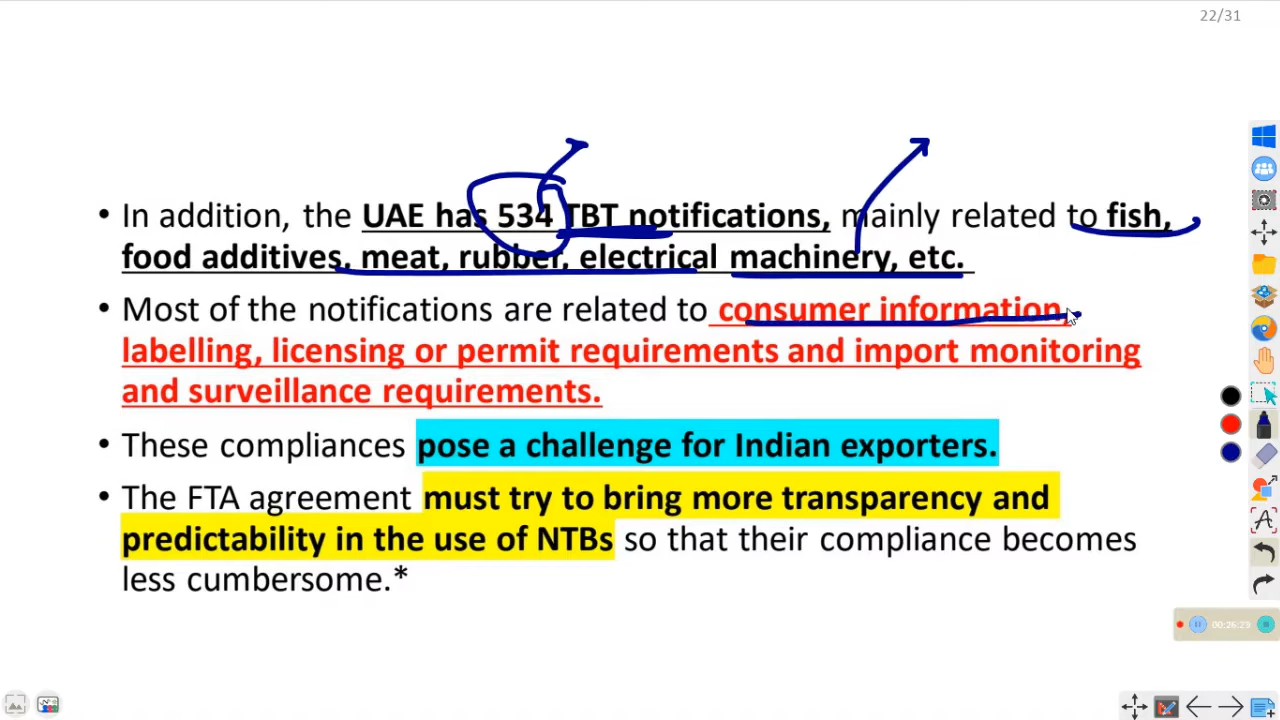 22/31
• In addition, the UAE has 534 TBT notifications, mainly related to fish,
food additives, meat, rubber, electrical machinery, etc.
• Most of the notifications are related to consumer information,
labelling, licensing or permit requirements and import monitoring
and surveillance requirements.
• These compliances pose a challenge for Indian exporters.
• The FTA agreement must try to bring more transparency and
predictability in the use of NTBs so that their compliance becomes
less cumbersome.*
00:26:23